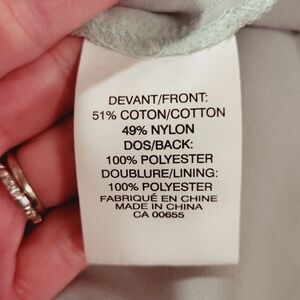 DEVANT/FRONT:
51% COTON/COTTON
49% NYLON
DOS/BACK:
100% POLYESTER
DOUBLURE/LINING:
100% POLYESTER
FABRIQUÉ EN CHINE
MADE IN CHINA
CA 00655